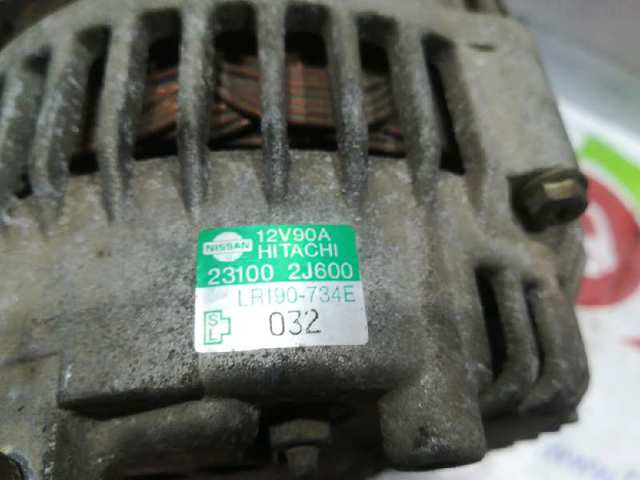 NISSAN 12V90A
HITACHI
23100 2J600
LR190-734E
S
L 032